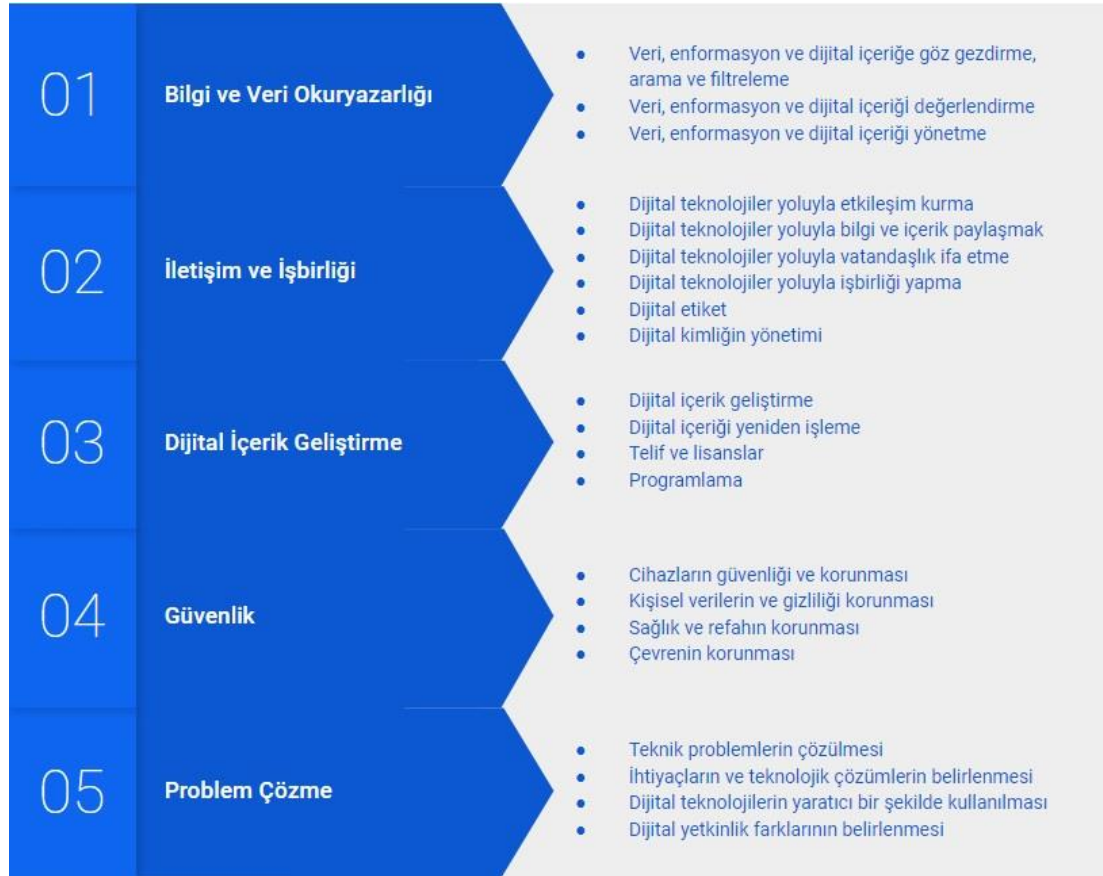 01
Bilgi ve Veri Okuryazarlığı
● Veri, enformasyon ve dijital içeriğe göz gezdirme,
arama ve filtreleme
● Veri, enformasyon ve dijital içeriğİ değerlendirme
● Veri, enformasyon ve dijital içeriği yönetme
02
İletişim ve İşbirliği
● Dijital teknolojiler yoluyla etkileşim kurma
● Dijital teknolojiler yoluyla bilgi ve içerik paylaşmak
● Dijital teknolojiler yoluyla vatandaşlık ifa etme
● Dijital teknolojiler yoluyla işbirliği yapma
● Dijital etiket
● Dijital kimliğin yönetimi
03
Dijital İçerik Geliştirme
● Dijital içerik geliştirme
● Dijital içeriği yeniden işleme
● Telif ve lisanslar
● Programlama
04
Güvenlik
● Cihazların güvenliği ve korunması
● Kişisel verilerin ve gizliliği korunması
● Sağlık ve refahın korunması
● Çevrenin korunması
05
Problem Çözme
● Teknik problemlerin çözülmesi
● İhtiyaçların ve teknolojik çözümlerin belirlenmesi
● Dijital teknolojilerin yaratıcı bir şekilde kullanılması
● Dijital yetkinlik farklarının belirlenmesi